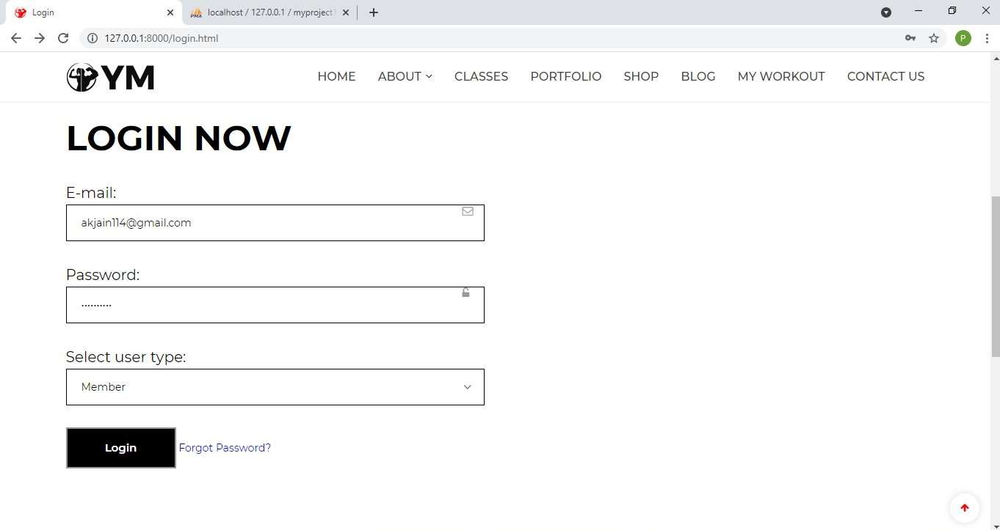 Login
localhost / 127.0.0.1 / myproject
127.0.0.1:8000/login.html
P
YM
HOME ABOUT CLASSES PORTFOLIO SHOP BLOG MY WORKOUT CONTACT US
LOGIN NOW
E-mail:
akjain114@gmail.com
Password:
··········
Select user type:
Member
Login Forgot Password?